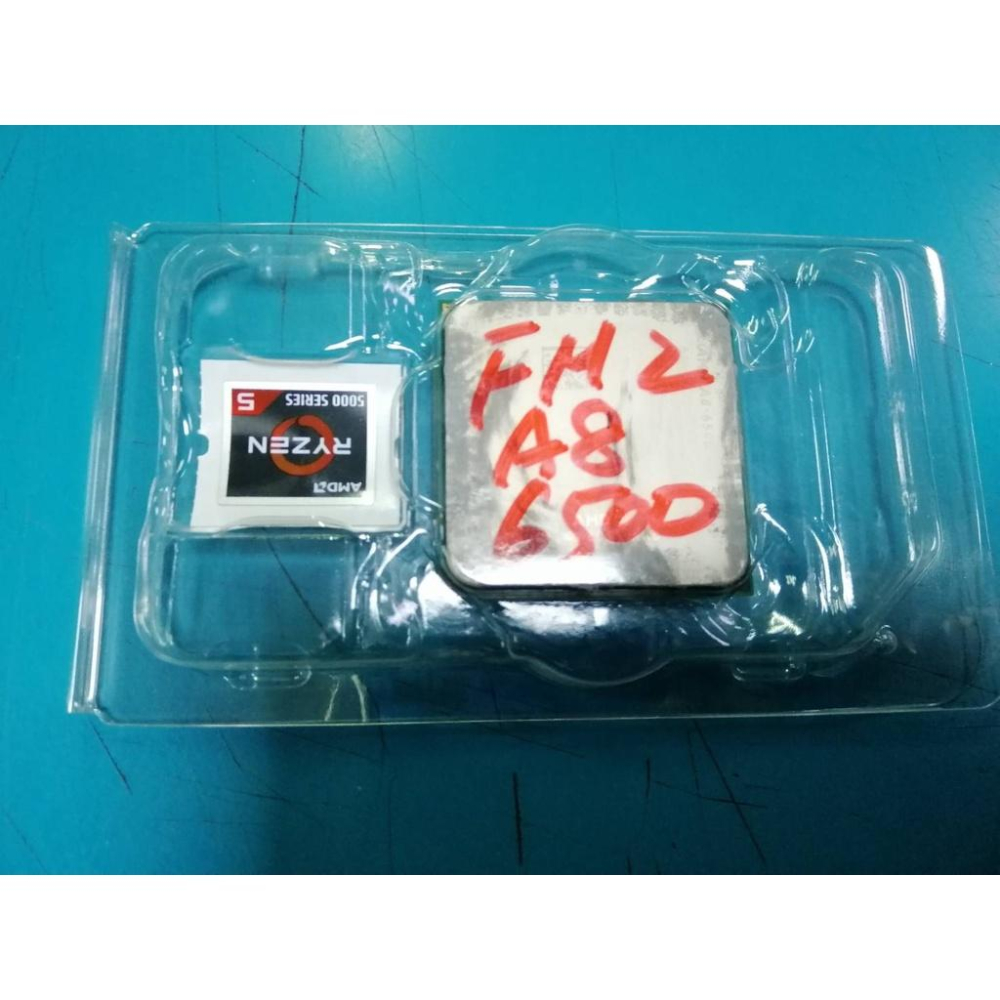 FM2
A8
6500
AMD
RYZEN
5000 SERIES
5